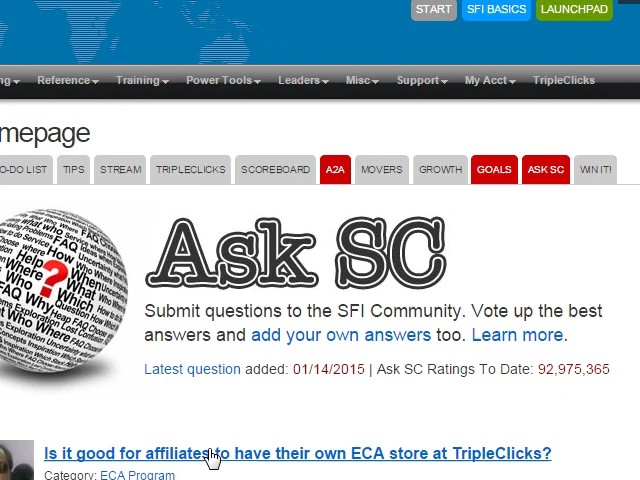 START SFI BASICS LAUNCHPAD
ng Reference Training Power Tools Leaders Misc Support My Acct TripleClicks
mepage
O-DO LIST TIPS STREAM TRIPLECLICKS SCOREBOARD A2A MOVERS GROWTH GOALS ASK SC WIN IT!
Ask SC
Submit questions to the SFI Community. Vote up the best
answers and add your own answers too. Learn more.
Latest question added: 01/14/2015 | Ask SC Ratings To Date: 92,975,365
Is it good for affiliates to have their own ECA store at TripleClicks?
Category: ECA Program